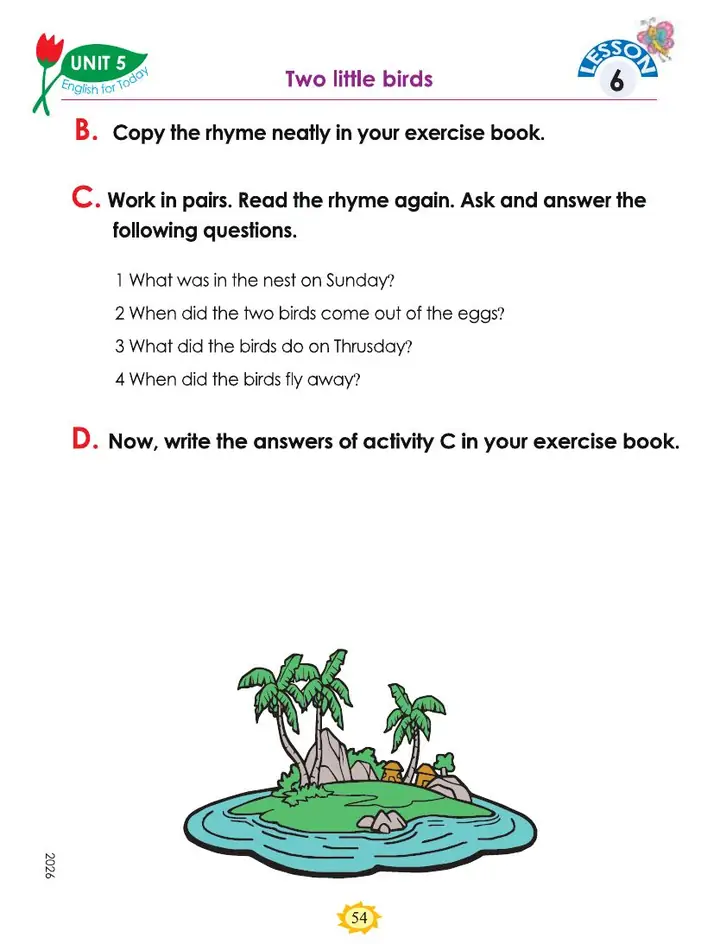 UNIT 5
English for Today
Two little birds
LESSON
6
B. Copy the rhyme neatly in your exercise book.
C. Work in pairs. Read the rhyme again. Ask and answer the
following questions.
1 What was in the nest on Sunday?
2 When did the two birds come out of the eggs?
3 What did the birds do on Thrusday?
4 When did the birds fly away?
D. Now, write the answers of activity C in your exercise book.
2026
54